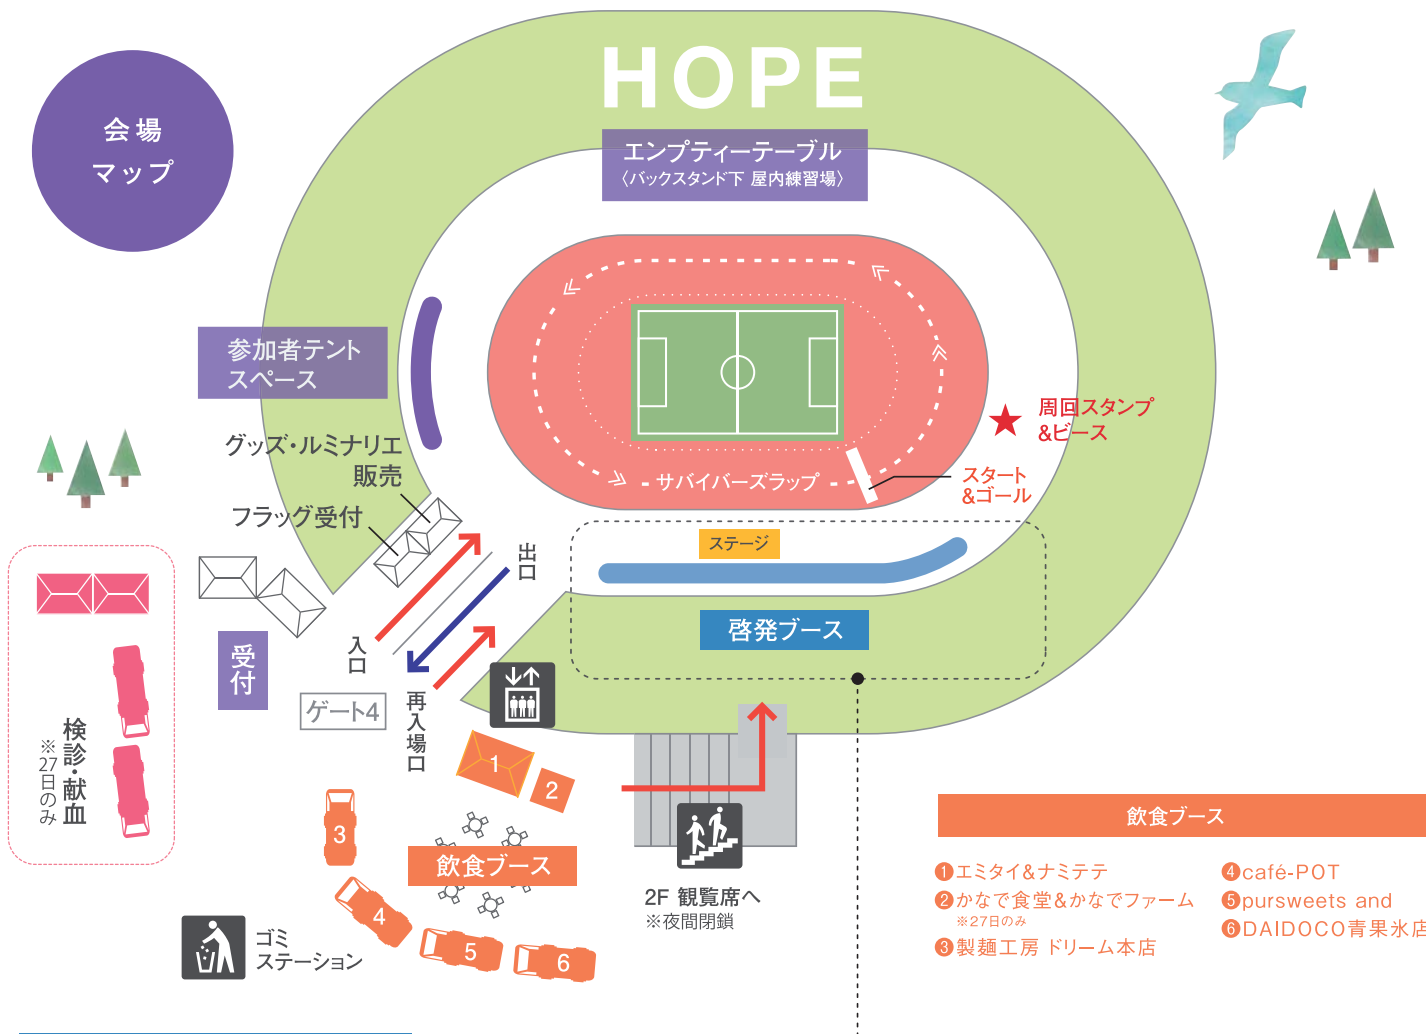 会場
マップ
HOPE
エンプティーテーブル
〈バックスタンド下 屋内練習場〉
参加者テント
スペース
グッズ・ルミナリエ
販売
フラッグ受付
周回スタンプ
&ビース
スタート
&ゴール
サバイバーズラップ
ステージ
啓発ブース
出口
入口
再入場口
受付
ゲート4
検診・献血
※27日のみ
1
2
3
4
5
6
飲食ブース
2F 観覧席へ
※夜間閉鎖
ゴミ
ステーション
飲食ブース
1エミタイ&ナミテテ
2かなで食堂&かなでファーム
※27日のみ
3製麺工房 ドリーム本店
4café-POT
5pursweets and
6DAIDOCO青果氷店